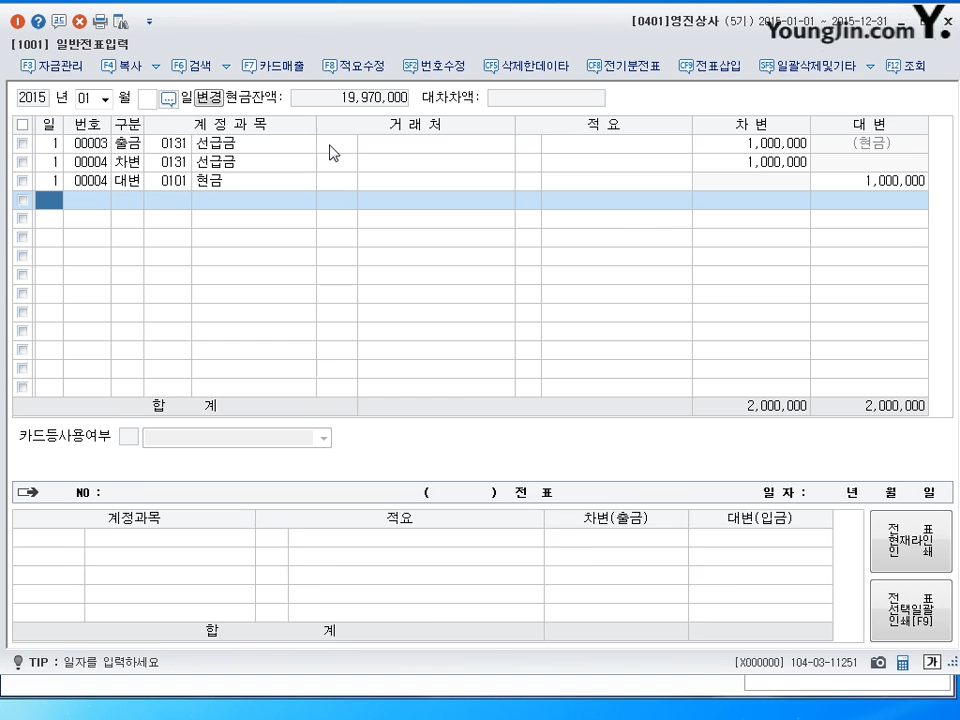 [0401]영진상사 (5기) 2015-01-01 ~ 2015-12-31
YoungJin.com Y.
[1001] 일반전표입력
F3 자금관리 F4 복사 F6 검색 F7 카드매출 F8 적요수정 SF2 번호수정 CF5 삭제한데이타 CF8 전기분전표 CF9 전표삽입 SF5 일괄삭제및기타 F12 조회
2015 년 01 월 일 변경 현금잔액: 19,970,000 대차차액:
일 번호 구분 계 정 과 목 거 래 처 적 요 차 변 대 변
1 00003 출금 0131 선급금 1,000,000 (현금)
1 00004 차변 0131 선급금 1,000,000
1 00004 대변 0101 현금 1,000,000
합 계 2,000,000 2,000,000
카드등사용여부
NO : ( ) 전 표 일 자 : 년 월 일
계정과목 적요 차변(출금) 대변(입금)
전 표
현재라인
인 쇄
전 표
선택일괄
인쇄[F9]
합 계
TIP : 일자를 입력하세요 [X000000] 104-03-11251 가